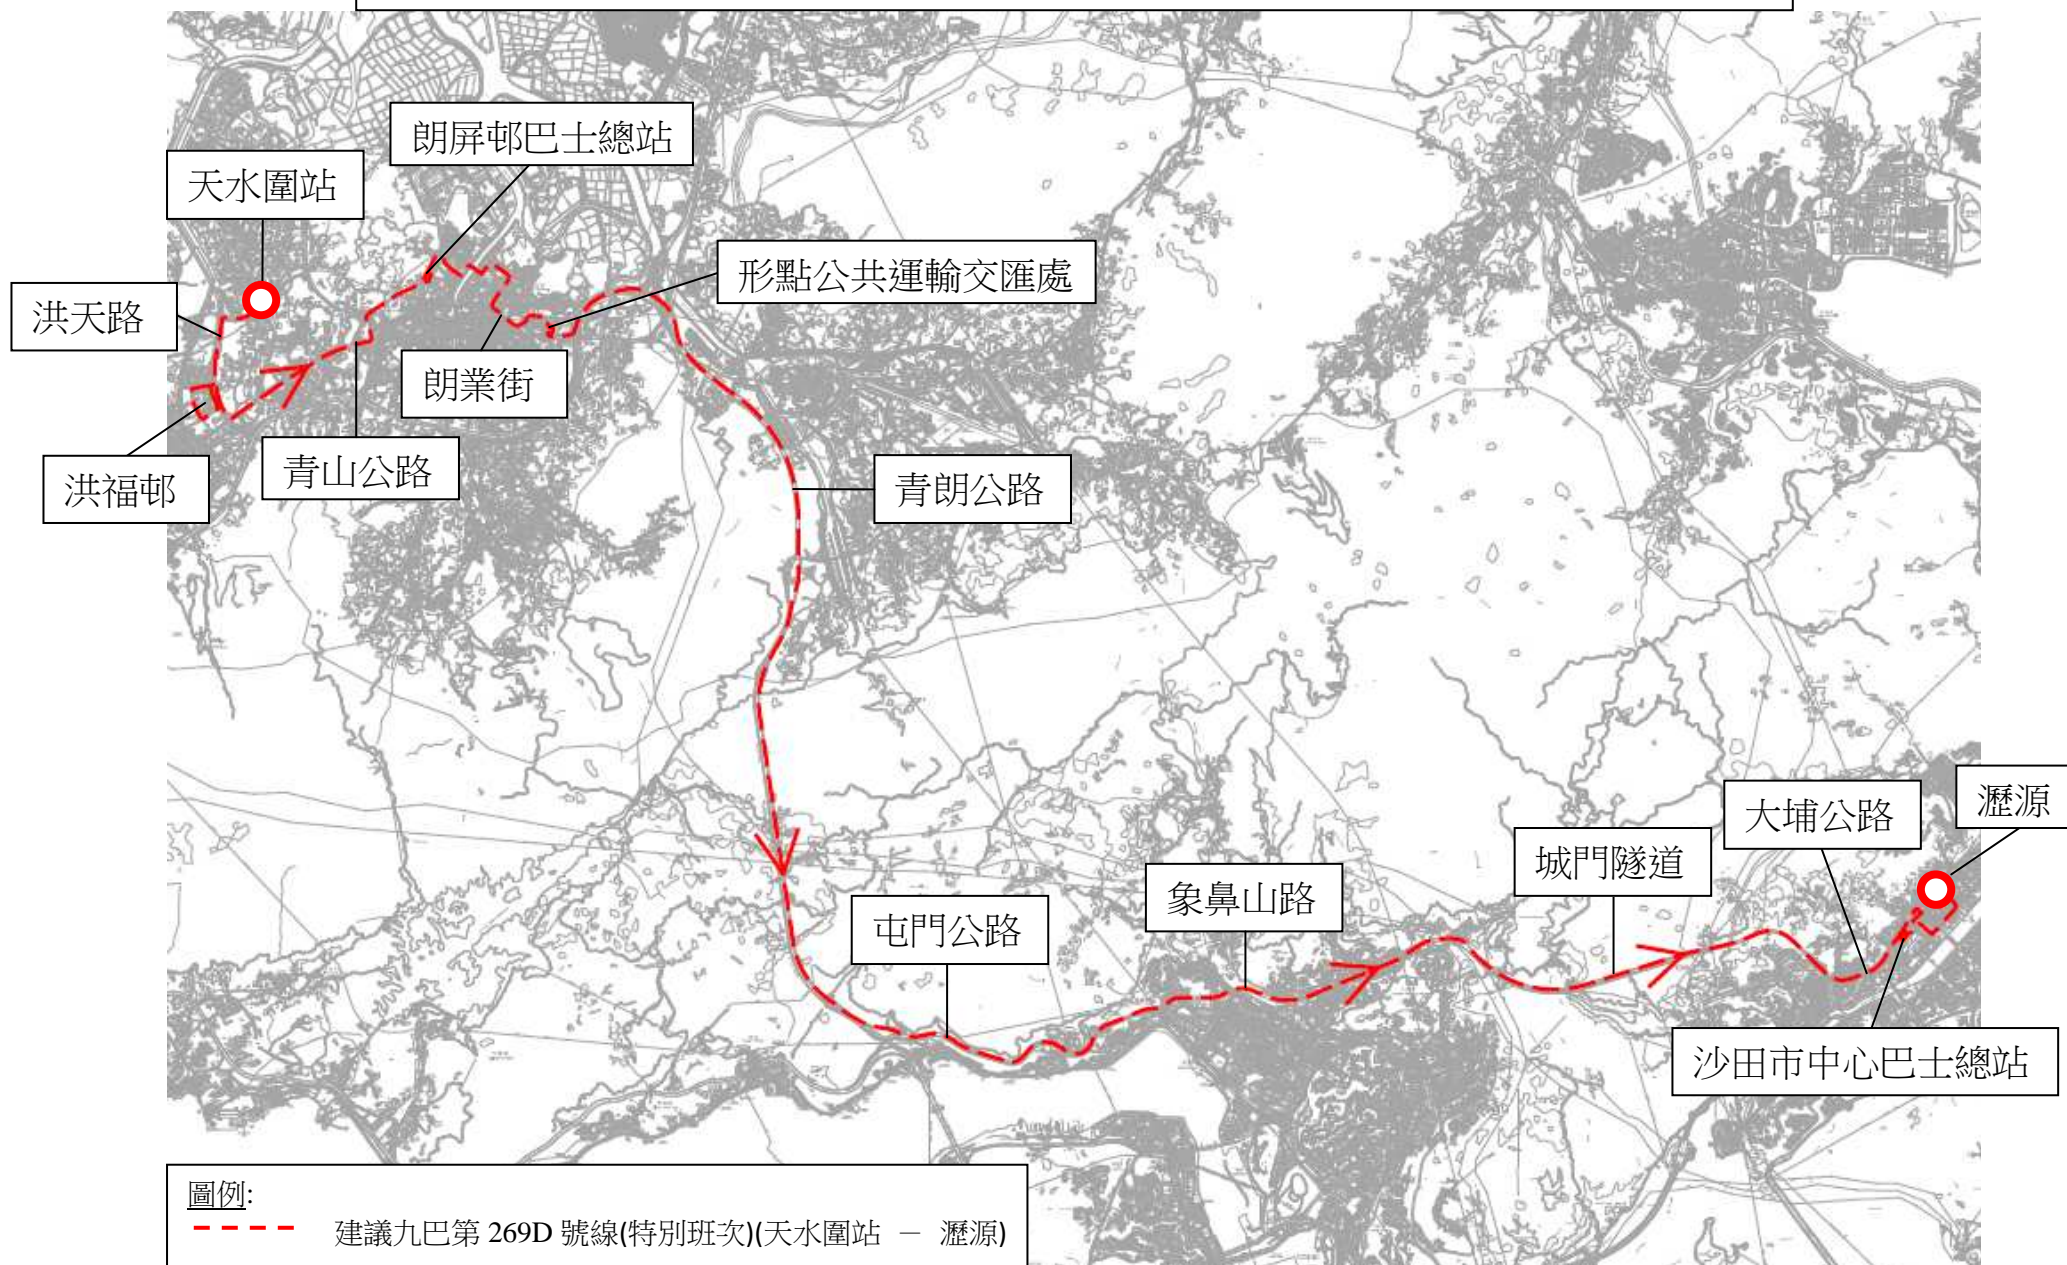 朗屏邨巴士總站
天水圍站
形點公共運輸交匯處
洪天路
朗業街
青山公路
洪福邨
青朗公路
瀝源
大埔公路
城門隧道
象鼻山路
屯門公路
沙田市中心巴士總站
圖例:
建議九巴第 269D 號線(特別班次)(天水圍站 － 瀝源)